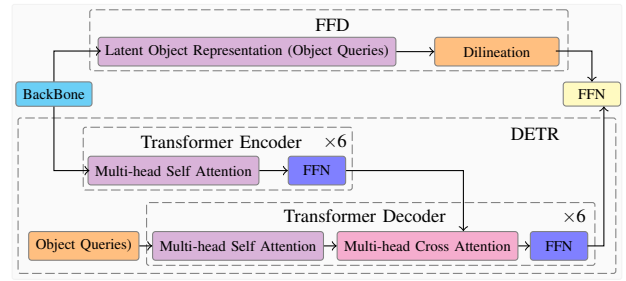 FFD
Latent Object Representation (Object Queries)
Dilineation
BackBone
FFN
DETR
Transformer Encoder
×6
Multi-head Self Attention
FFN
Transformer Decoder
×6
Object Queries)
Multi-head Self Attention
Multi-head Cross Attention
FFN